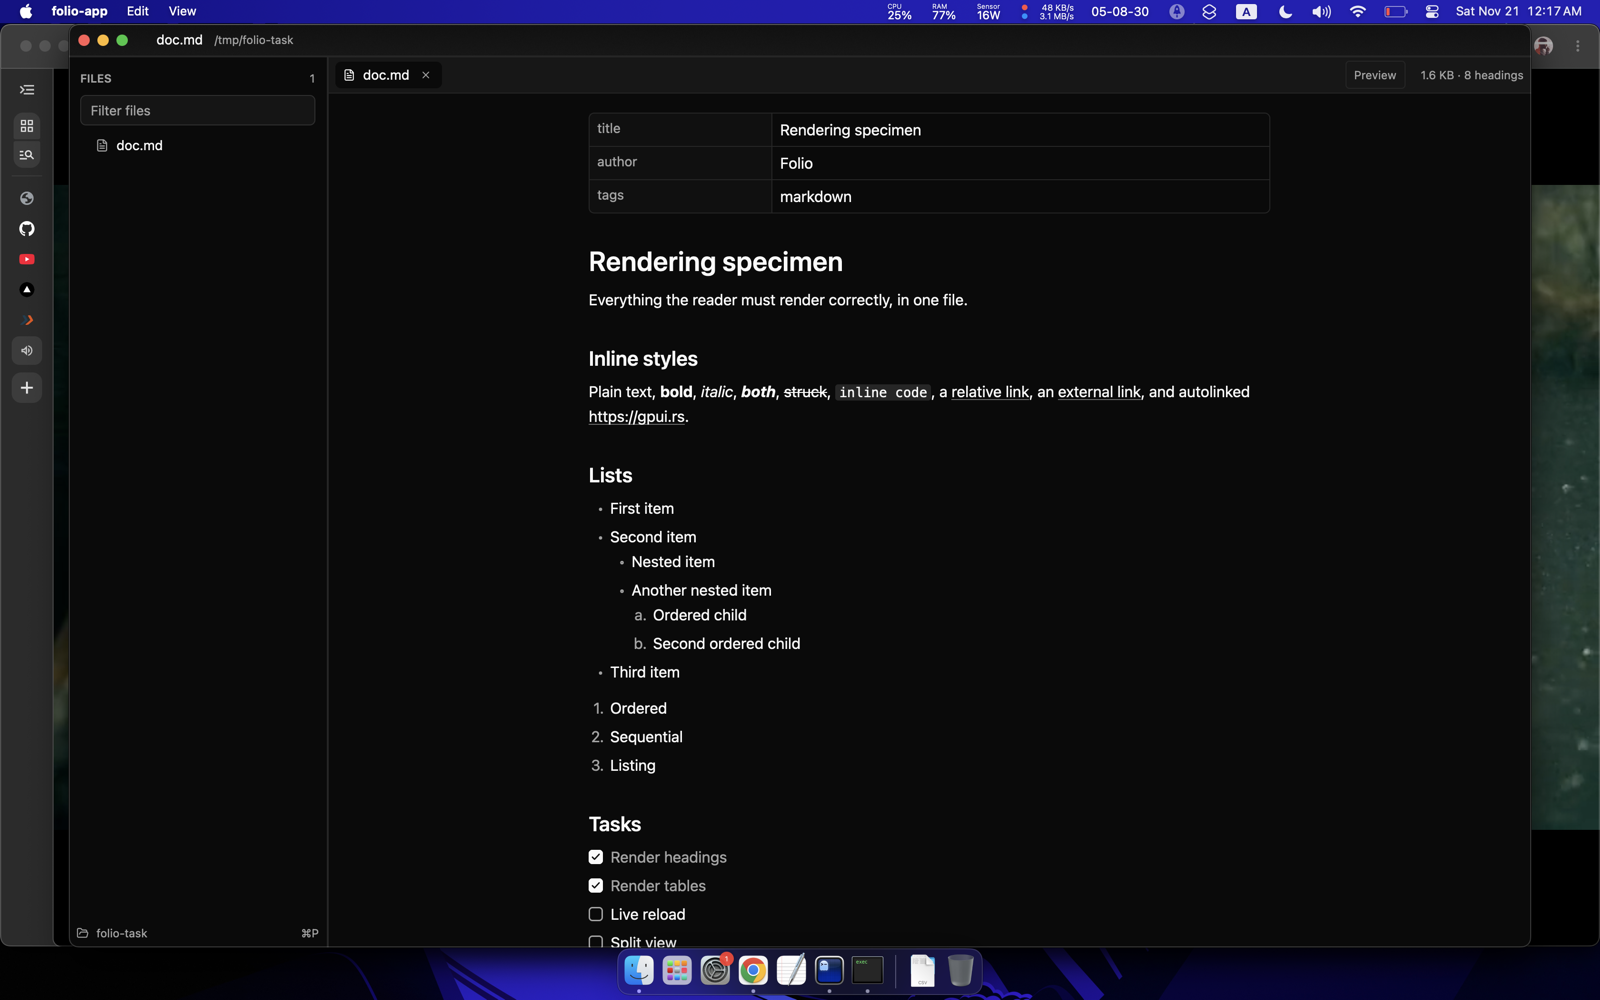 folio-app Edit View
CPU 25% RAM 77% Sensor 16W 48 KB/s 3.1 MB/s 05-08-30 A Sat Nov 21 12:17 AM
doc.md /tmp/folio-task
FILES 1
Filter files
doc.md
folio-task ⌘P
doc.md ×
Preview 1.6 KB · 8 headings
title Rendering specimen
author Folio
tags markdown
Rendering specimen
Everything the reader must render correctly, in one file.
Inline styles
Plain text, bold, italic, both, struck, inline code, a relative link, an external link, and autolinked
https://gpui.rs.
Lists
• First item
• Second item
• Nested item
• Another nested item
a. Ordered child
b. Second ordered child
• Third item
1. Ordered
2. Sequential
3. Listing
Tasks
Render headings
Render tables
Live reload
Split view
1
exec
CSV